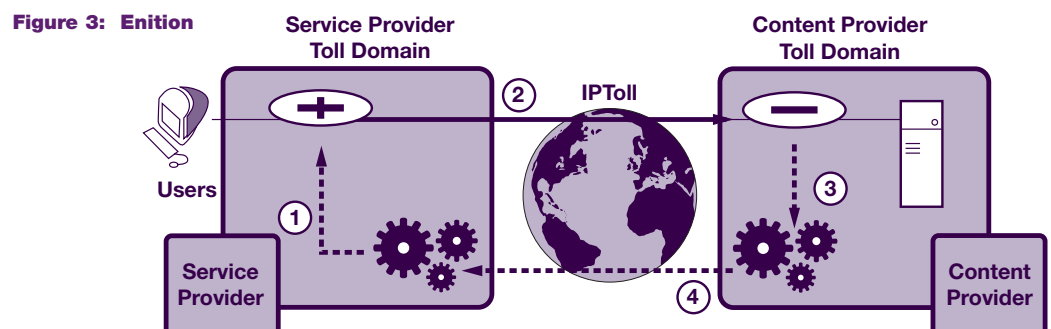 Figure 3: Enition
Service Provider
Toll Domain
Content Provider
Toll Domain
2
IPToll
Users
1
3
4
Service
Provider
Content
Provider